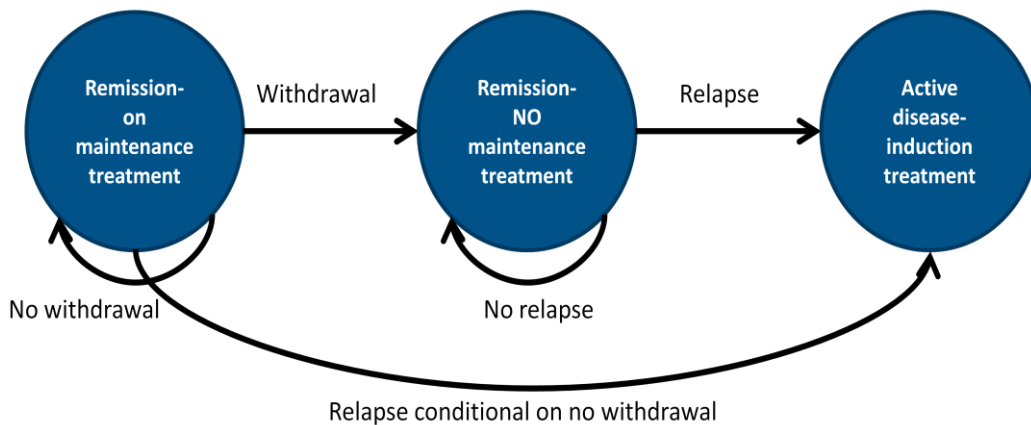 Remission-
on
maintenance
treatment
Withdrawal
Remission-
NO
maintenance
treatment
Relapse
Active
disease-
induction
treatment
No withdrawal
No relapse
Relapse conditional on no withdrawal